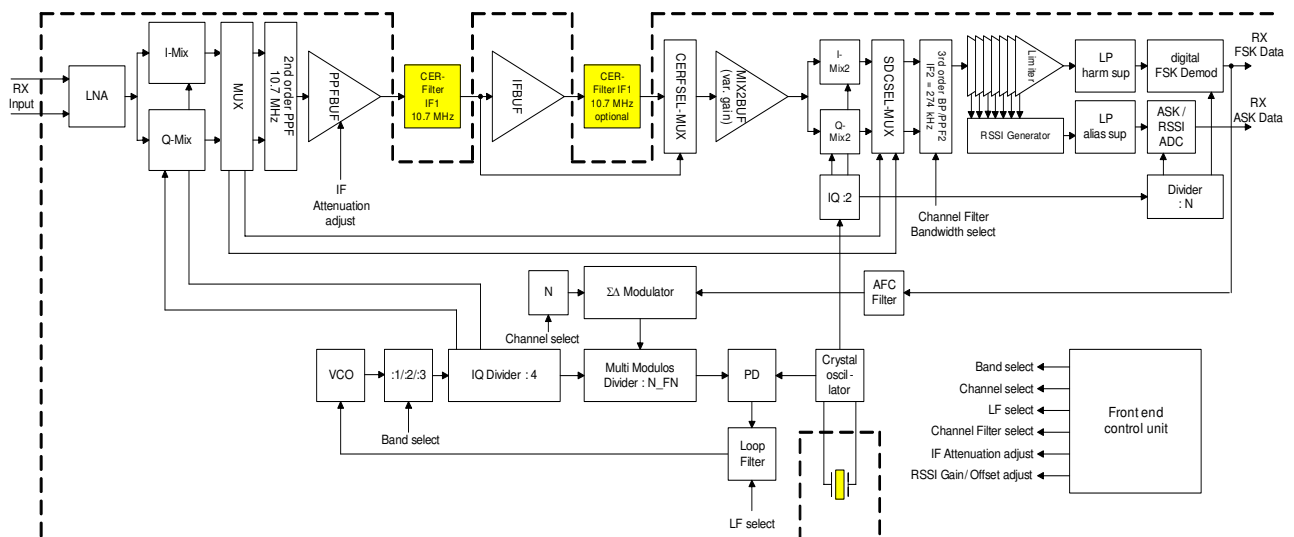 RX
Input
LNA
I-Mix
Q-Mix
MUX
2nd order PPF
10.7 MHz
PPFBUF
IF
Attenuation
adjust
CER-
Filter
IF1
10.7 MHz
IFBUF
CER-
Filter IF1
10.7 MHz
optional
CERFSEL-MUX
MIX2BUF
(var. gain)
I-
Mix2
Q-
Mix2
IQ :2
SDCSEL-MUX
3rd order BP/PPF2
IF2 = 274 kHz
Channel Filter
Bandwidth select
Limiter
RSSI Generator
LP
harm sup
LP
alias sup
digital
FSK Demod
ASK /
RSSI
ADC
Divider
: N
RX
FSK Data
RX
ASK Data
N
Channel select
ΣΔ Modulator
AFC
Filter
VCO
:1/:2/:3
Band select
IQ Divider : 4
Multi Modulos
Divider : N_FN
PD
Crystal
oscil-
lator
Loop
Filter
LF select
Band select
Channel select
LF select
Channel Filter select
IF Attenuation adjust
RSSI Gain/ Offset adjust
Front end
control unit